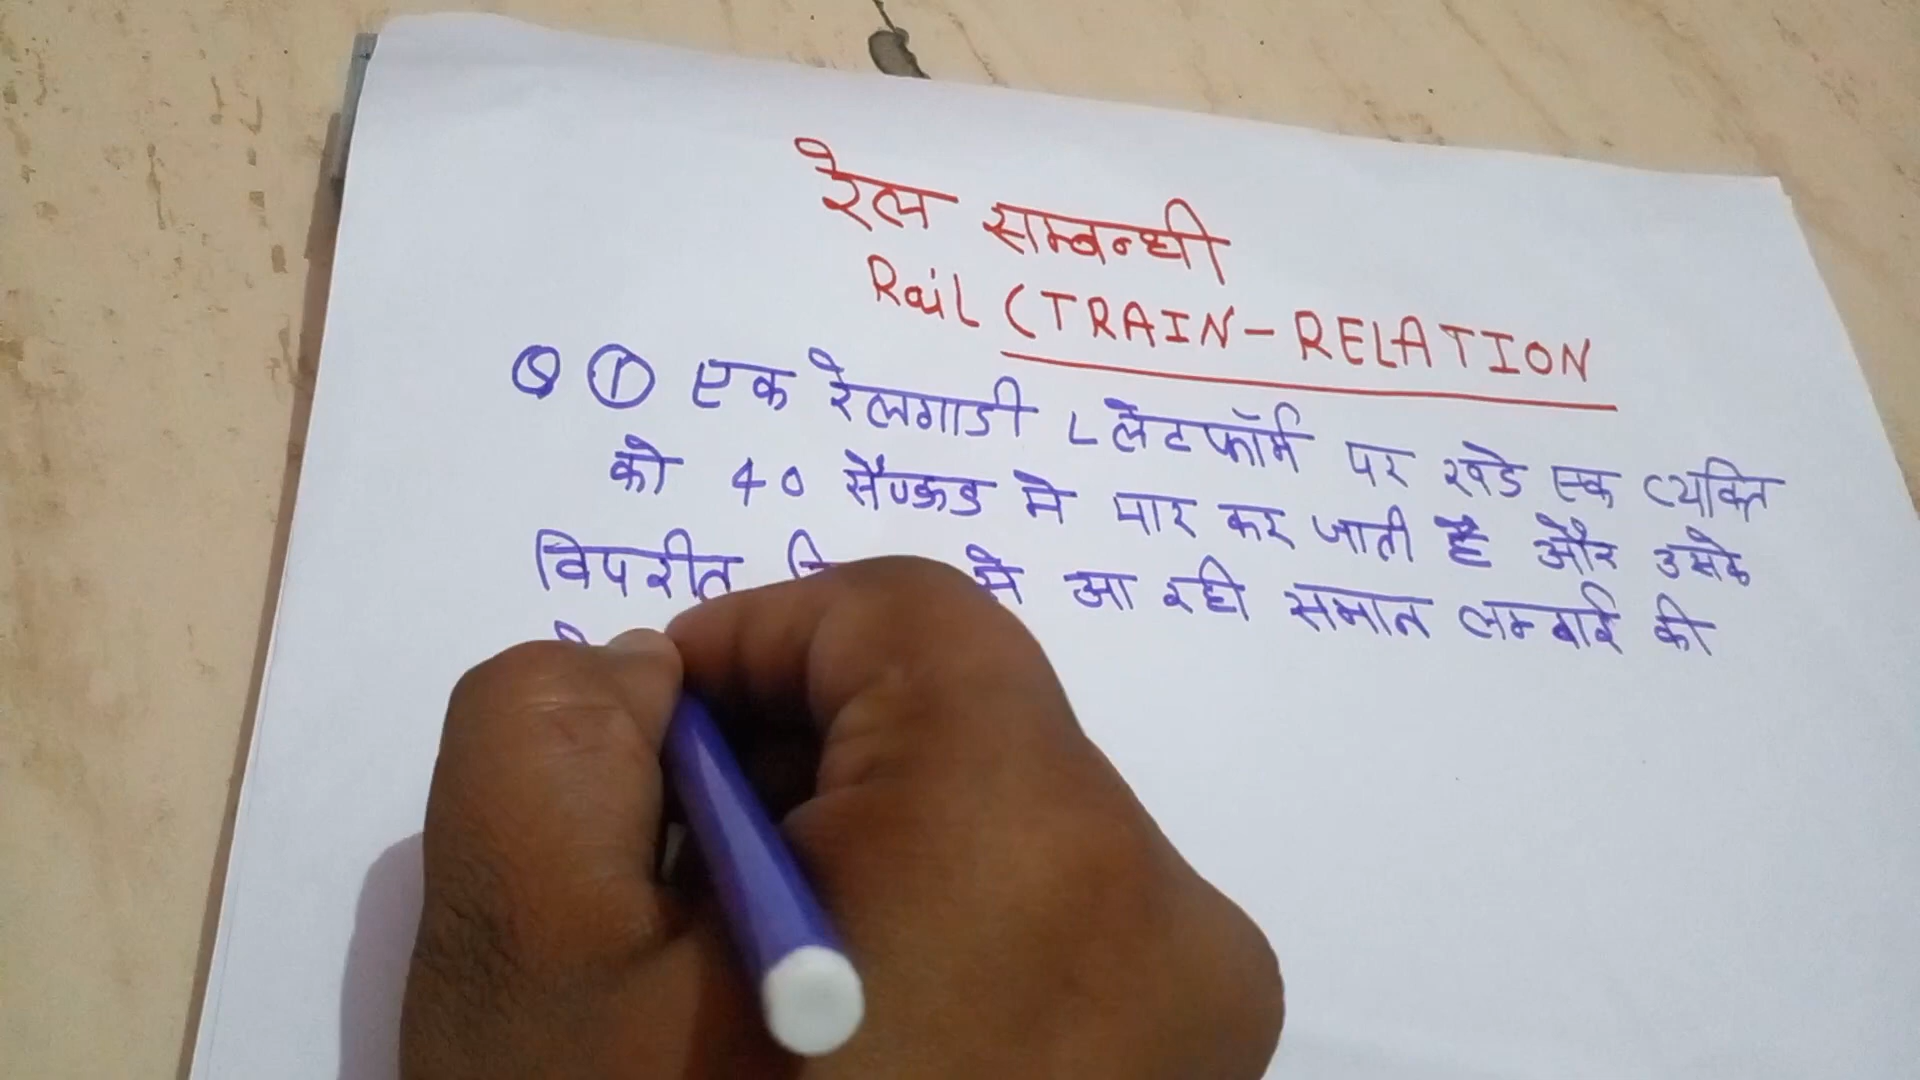 रेल सम्बन्धी
Rail (TRAIN-RELATION
Q ① एक रेलगाडी प्लेटफॉर्म पर खडे एक व्यक्ति
को 40 सैण्कड मे पार कर जाती है और उसके
विपरीत से आ रही समान लम्बाई की